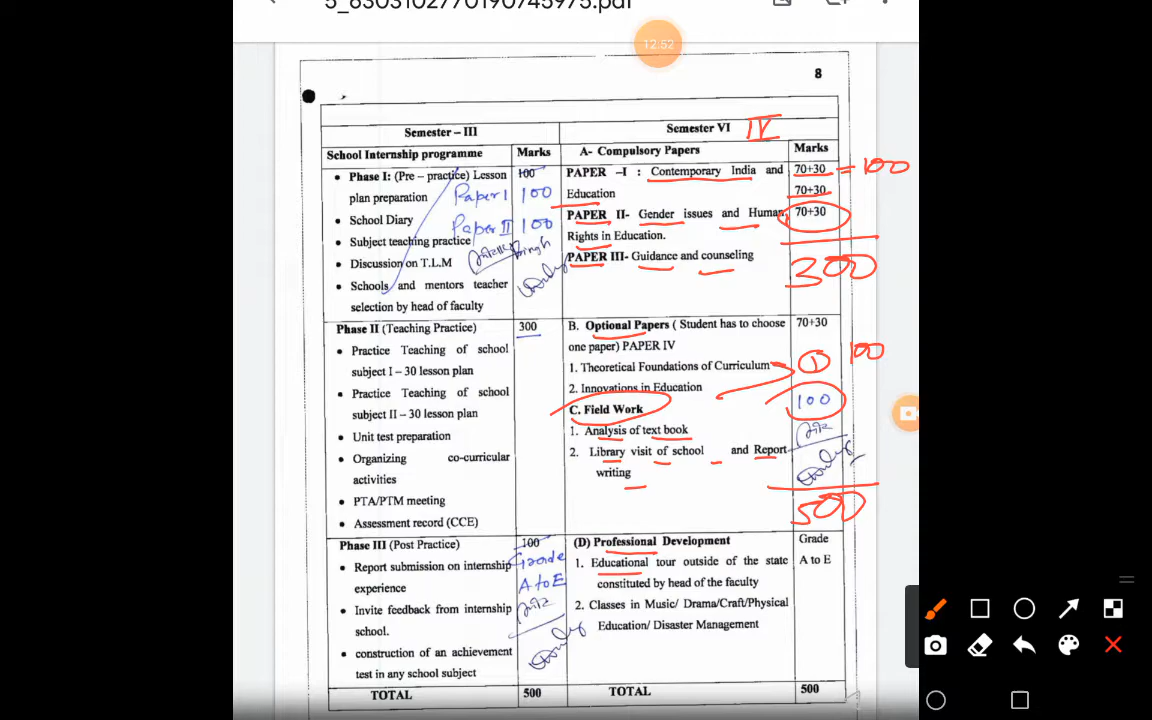 5_6303102770190745975.pdf
12:52
8
Semester – III
Semester VI IV
School Internship programme Marks
A- Compulsory Papers Marks
Phase I: (Pre - practice) Lesson 100
plan preparation Paper I 100
School Diary Paper II 100
Subject teaching practice
Discussion on T.L.M
Schools and mentors teacher
selection by head of faculty
PAPER –I : Contemporary India and 70+30 = 100
Education 70+30
PAPER II- Gender issues and Human 70+30
Rights in Education.
PAPER III- Guidance and counseling 300
Phase II (Teaching Practice) 300
Practice Teaching of school
subject I – 30 lesson plan
Practice Teaching of school
subject II – 30 lesson plan
Unit test preparation
Organizing co-curricular
activities
PTA/PTM meeting
Assessment record (CCE)
B. Optional Papers ( Student has to choose 70+30
one paper) PAPER IV
1. Theoretical Foundations of Curriculum 1 100
2. Innovations in Education
C. Field Work 100
1. Analysis of text book
2. Library visit of school and Report
writing
500
Phase III (Post Practice) 100
Report submission on internship Grade
experience A to E
Invite feedback from internship
school.
construction of an achievement
test in any school subject
(D) Professional Development Grade
1. Educational tour outside of the state A to E
constituted by head of the faculty
2. Classes in Music/ Drama/Craft/Physical
Education/ Disaster Management
TOTAL 500 TOTAL 500